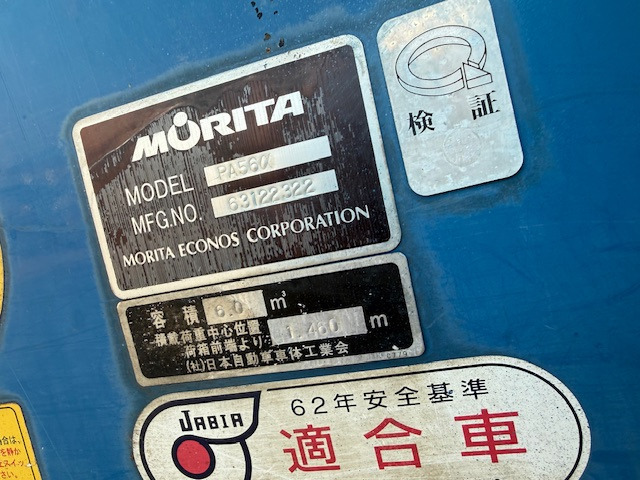 MORITA
MODEL PA560
MFG.NO. 63122322
MORITA ECONOS CORPORATION
検証
容積 6.0 m³
積載荷重中心位置
荷箱前端より 1.460 m
(社)日本自動車車体工業会
JABIA
62年安全基準
適合車